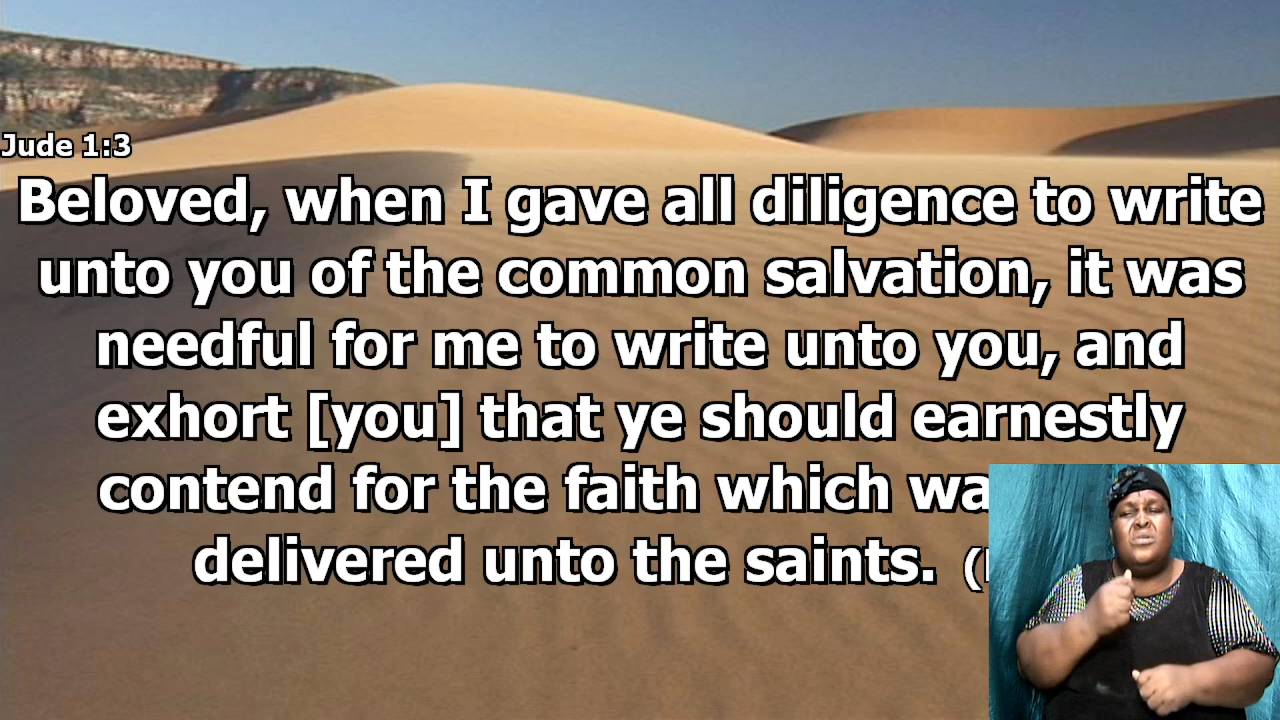 Jude 1:3
Beloved, when I gave all diligence to write
unto you of the common salvation, it was
needful for me to write unto you, and
exhort [you] that ye should earnestly
contend for the faith which
delivered unto the saints.